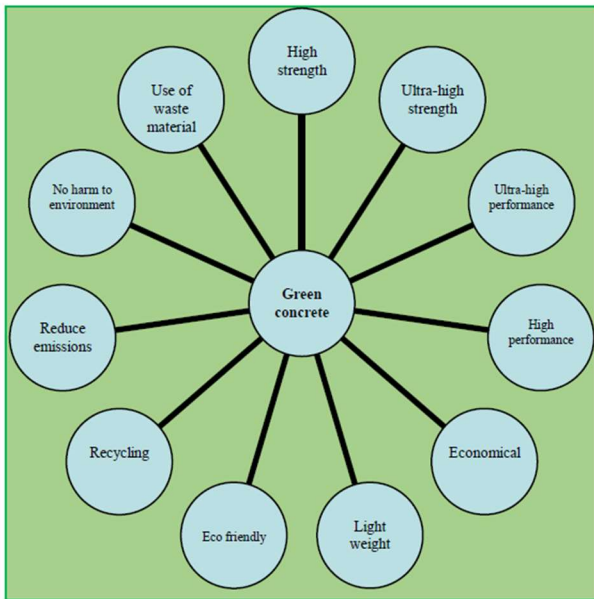 High
strength
Use of
waste
material
Ultra-high
strength
No harm to
environment
Ultra-high
performance
Green
concrete
Reduce
emissions
High
performance
Recycling
Economical
Eco friendly
Light
weight